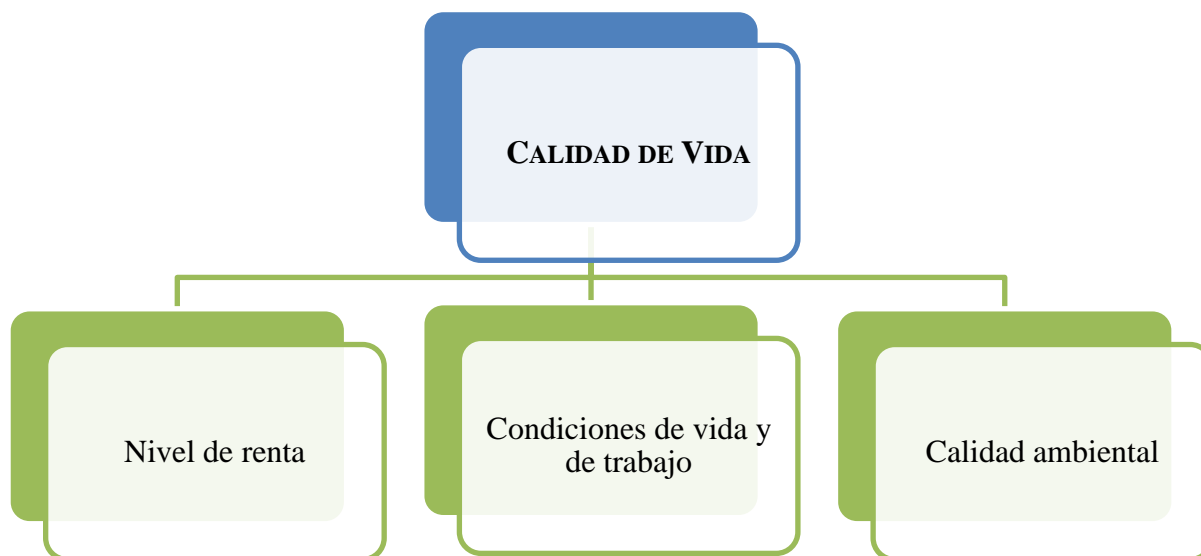 CALIDAD DE VIDA
Nivel de renta
Condiciones de vida y
de trabajo
Calidad ambiental